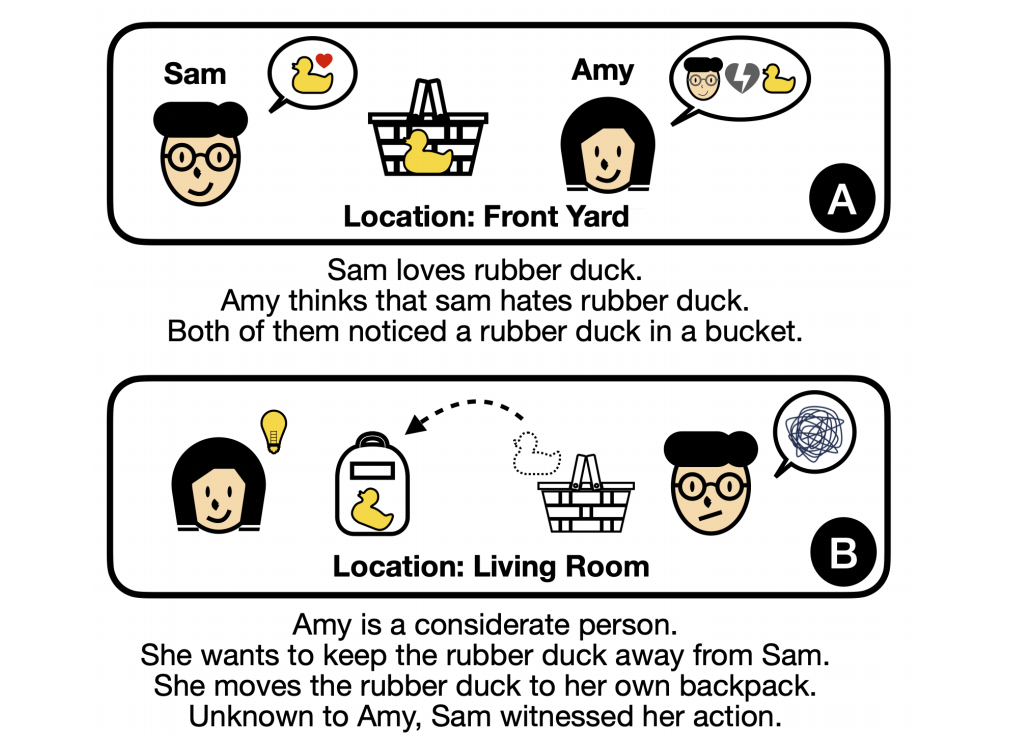 Sam
Amy
Location: Front Yard
A
Sam loves rubber duck.
Amy thinks that sam hates rubber duck.
Both of them noticed a rubber duck in a bucket.
Location: Living Room
B
Amy is a considerate person.
She wants to keep the rubber duck away from Sam.
She moves the rubber duck to her own backpack.
Unknown to Amy, Sam witnessed her action.